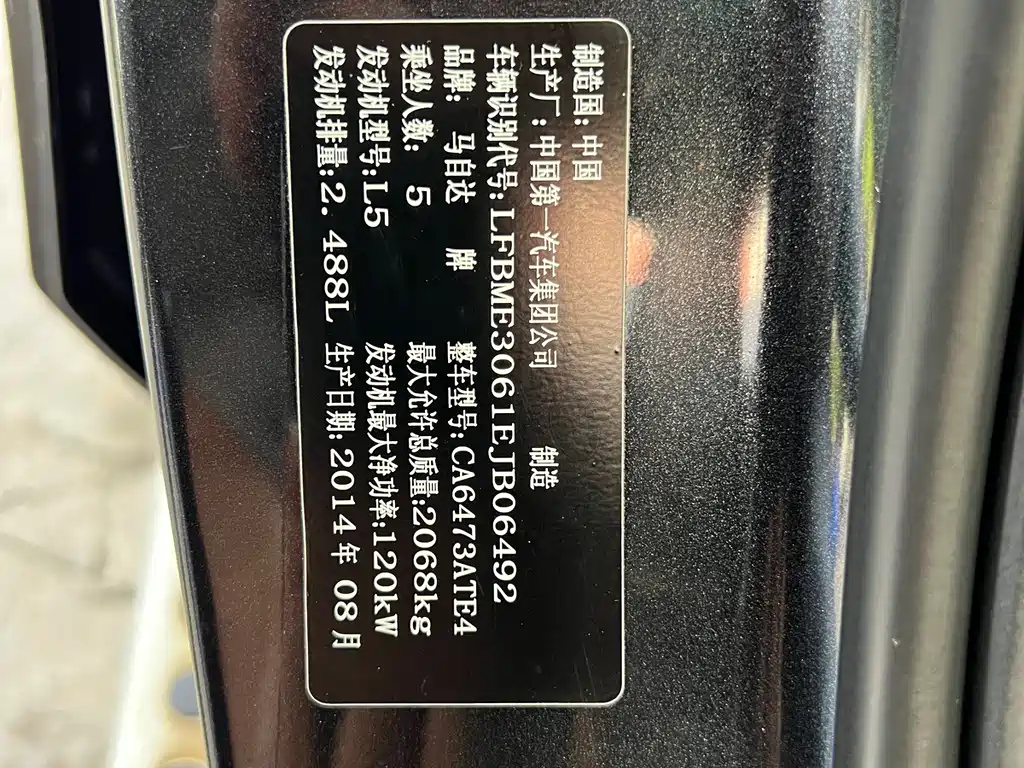 制造国:中国
生产厂:中国第一汽车集团公司 制造
车辆识别代号:LFBME3061EJB06492
品牌: 马自达 牌 整车型号:CA6473ATE4
乘坐人数: 5 最大允许总质量:2068kg
发动机型号:L5 发动机最大净功率:120kW
发动机排量:2.488L 生产日期:2014年08月